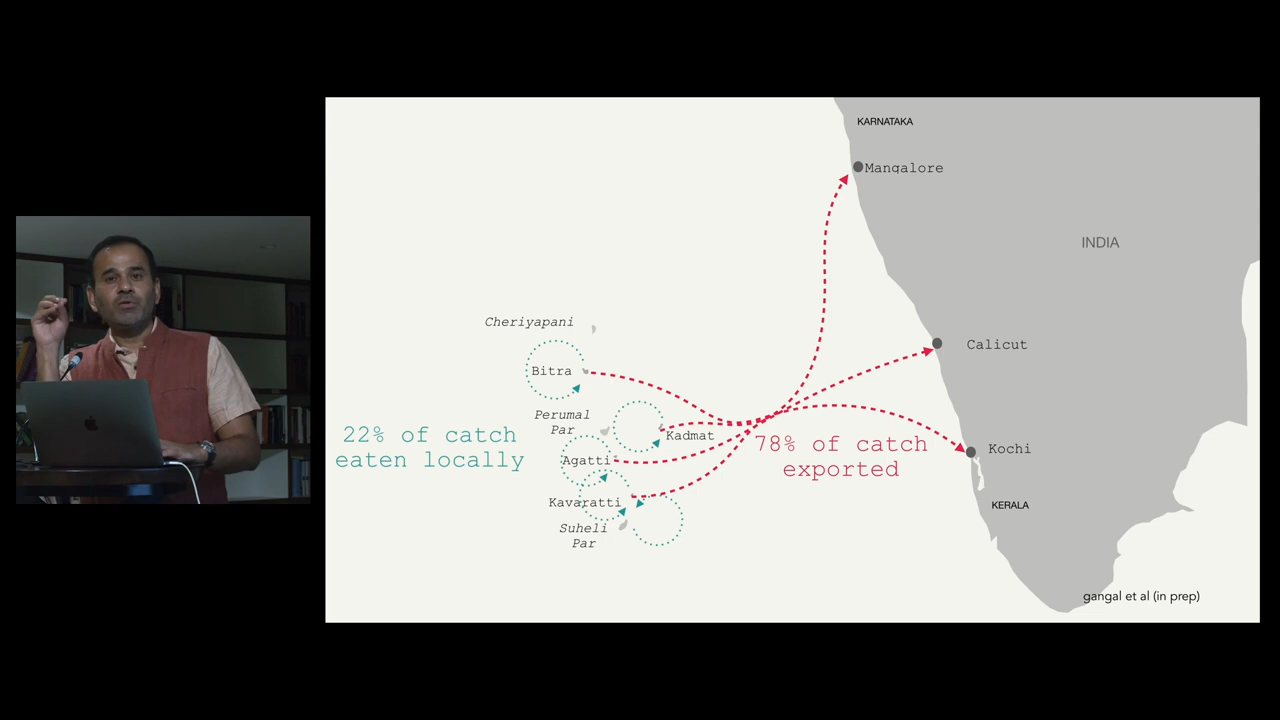 KARNATAKA
Mangalore
INDIA
Cheriyapani
Calicut
Bitra
Perumal
Par
Kadmat
22% of catch
eaten locally
78% of catch
exported
Agatti
Kochi
Kavaratti
KERALA
Suheli
Par
gangal et al (in prep)